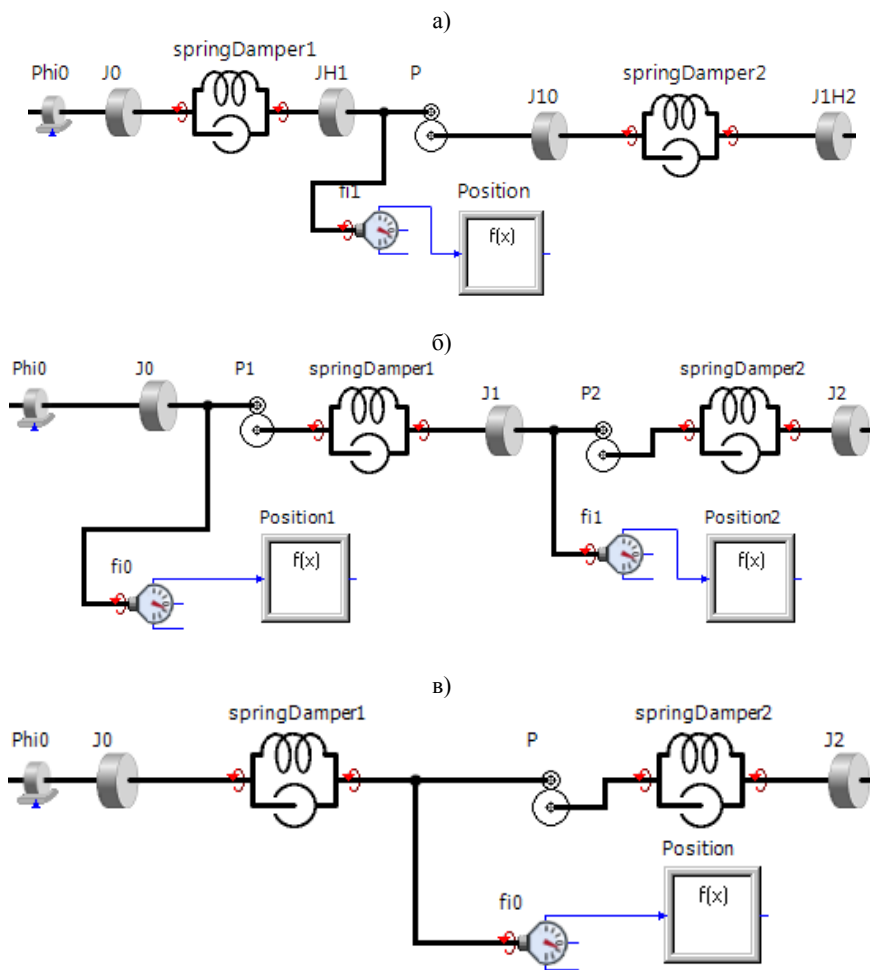 а)
springDamper1
Phi0 J0 JH1 P springDamper2
J10 J1H2
fi1 Position
f(x)
б)
Phi0 J0 P1 springDamper1 J1 P2 springDamper2 J2
Position1 fi1 Position2
f(x) f(x)
fi0
в)
springDamper1 springDamper2
Phi0 J0 P J2
Position
fi0 f(x)